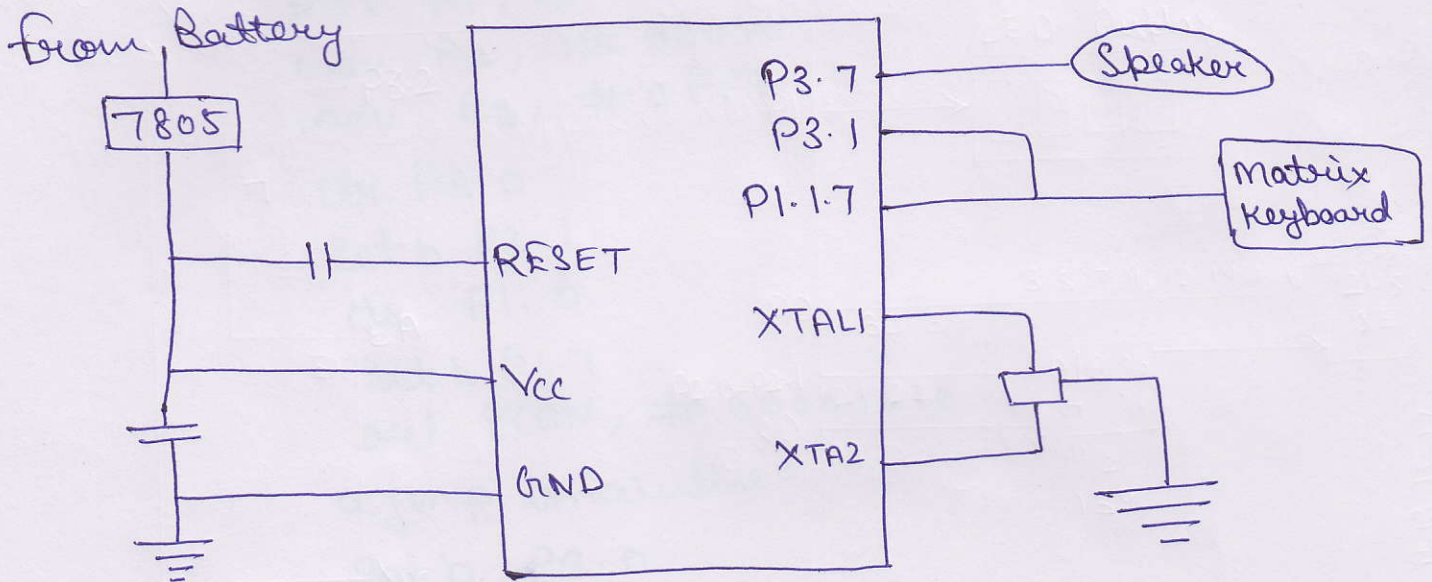 from Battery
7805
RESET
Vcc
GND
P3.7
P3.1
P1.1.7
XTAL1
XTA2
Speaker
Matrix
Keyboard